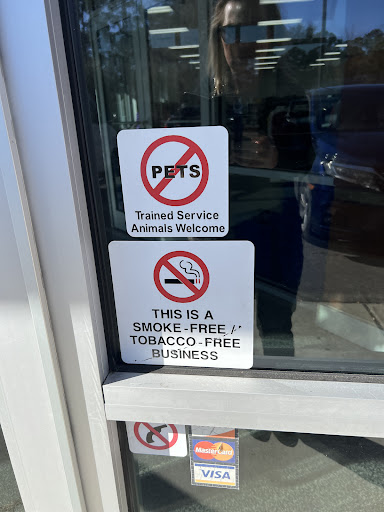 PETS
Trained Service
Animals Welcome
THIS IS A
SMOKE-FREE /
TOBACCO-FREE
BUSINESS
MasterCard
VISA